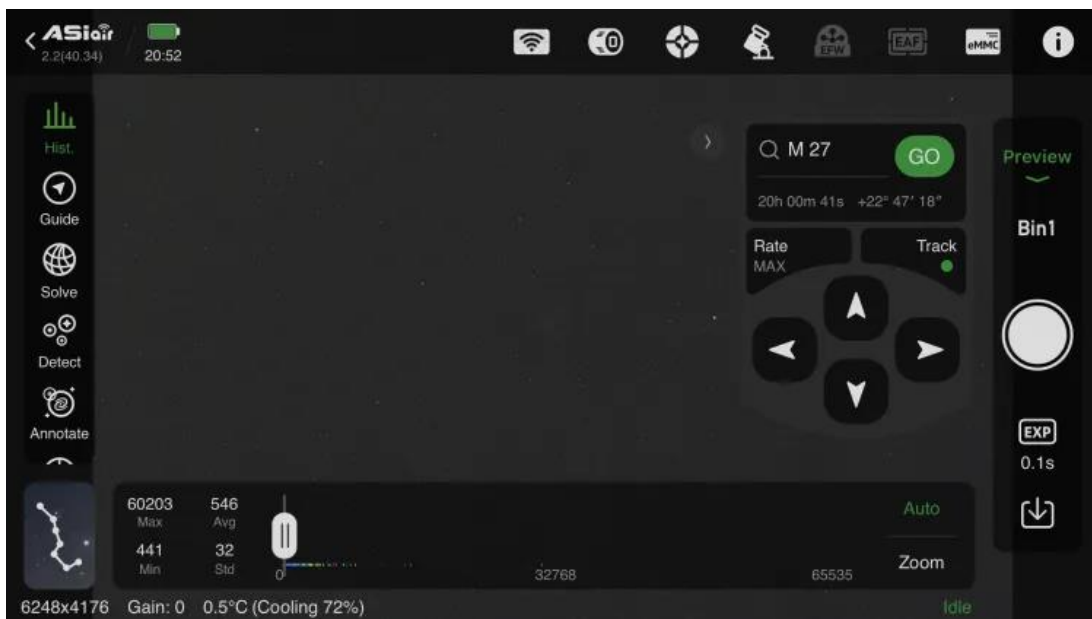 ASiair
2.2(40.34)
20:52
EFW
EAF
eMMC
Hist.
Guide
Solve
Detect
Annotate
M 27
GO
20h 00m 41s +22° 47′ 18″
Rate
MAX
Track
Preview
Bin1
EXP
0.1s
60203 546
Max Avg
441 32
Min Std
0 32768 65535
Auto
Zoom
6248x4176 Gain: 0 0.5°C (Cooling 72%) Idle